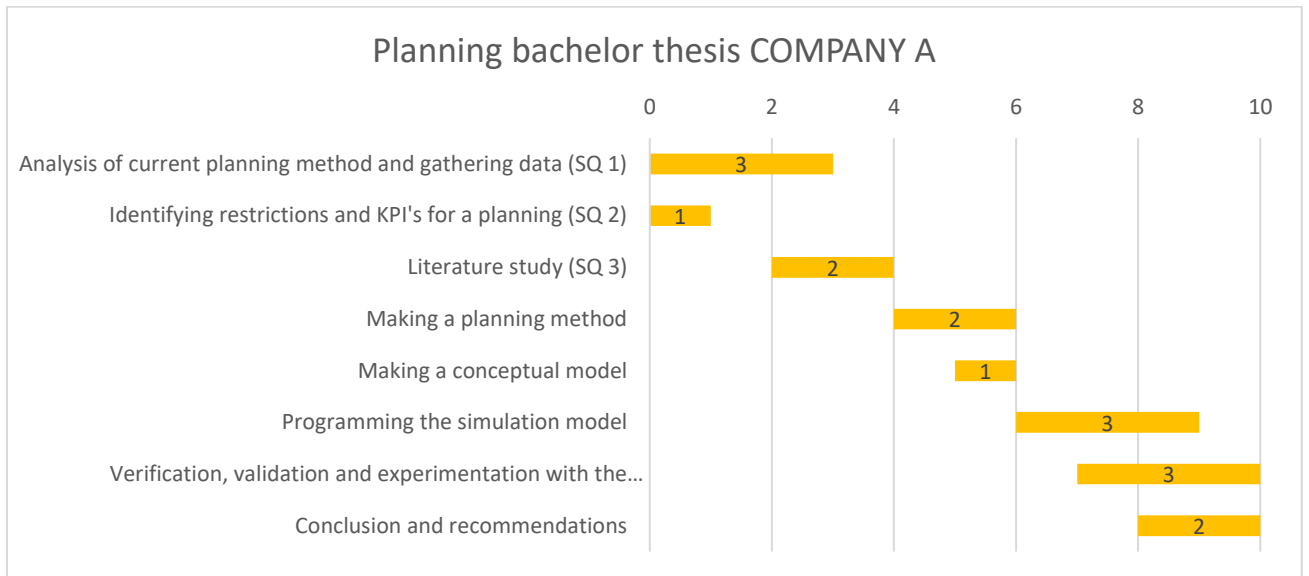 Planning bachelor thesis COMPANY A
0 2 4 6 8 10
Analysis of current planning method and gathering data (SQ 1) 3
Identifying restrictions and KPI's for a planning (SQ 2) 1
Literature study (SQ 3) 2
Making a planning method 2
Making a conceptual model 1
Programming the simulation model 3
Verification, validation and experimentation with the… 3
Conclusion and recommendations 2